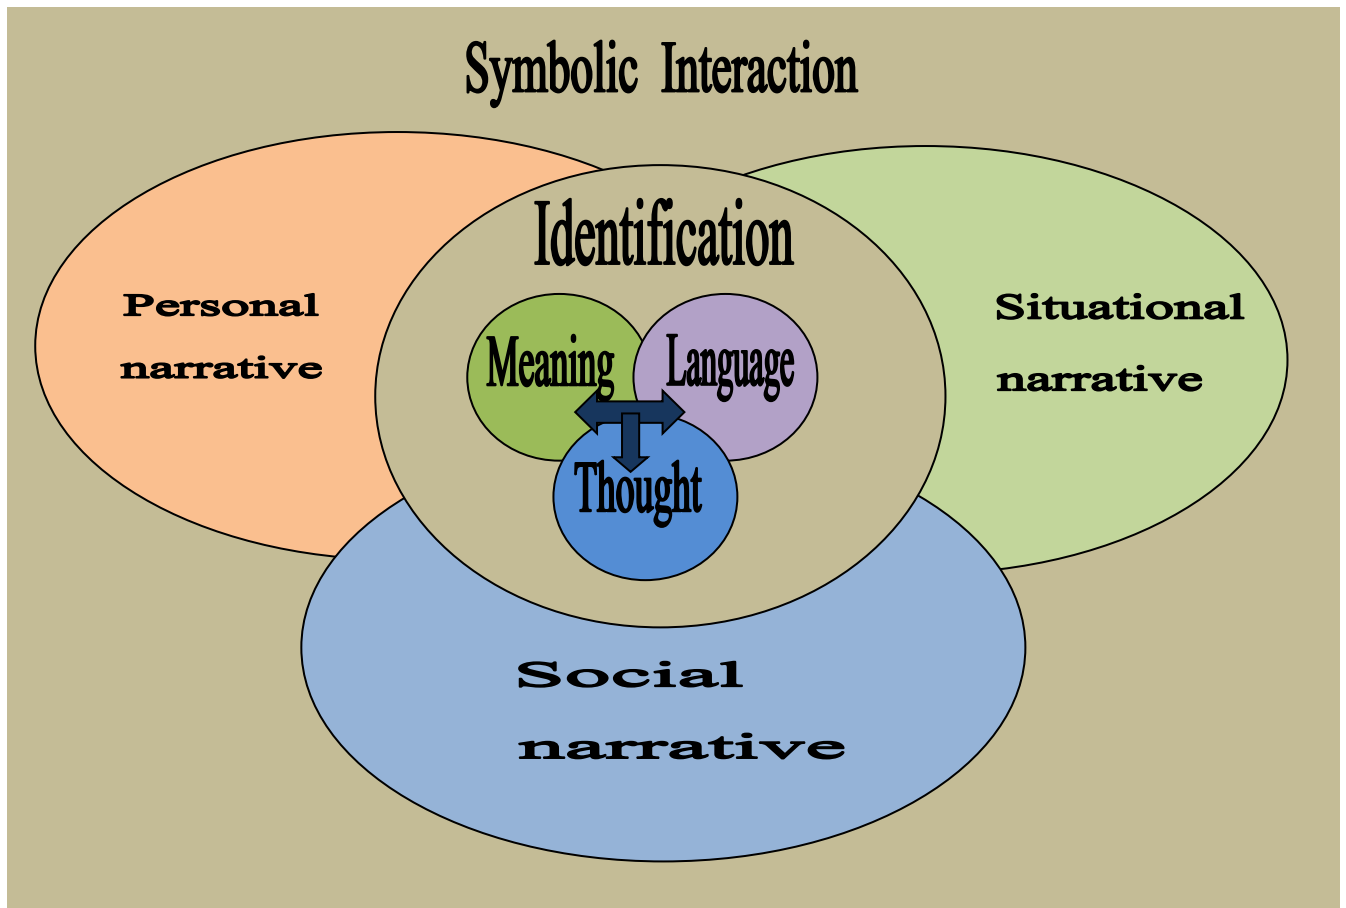 Symbolic Interaction
Identification
Personal
narrative
Situational
narrative
Meaning
Language
Thought
Social
narrative